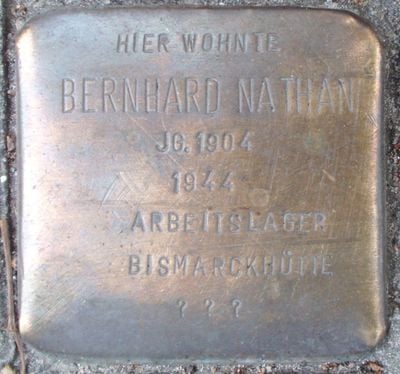 HIER WOHNTE
BERNHARD NATHAN
JG. 1904
1944
ARBEITSLAGER
BISMARCKHÜTTE
? ? ?